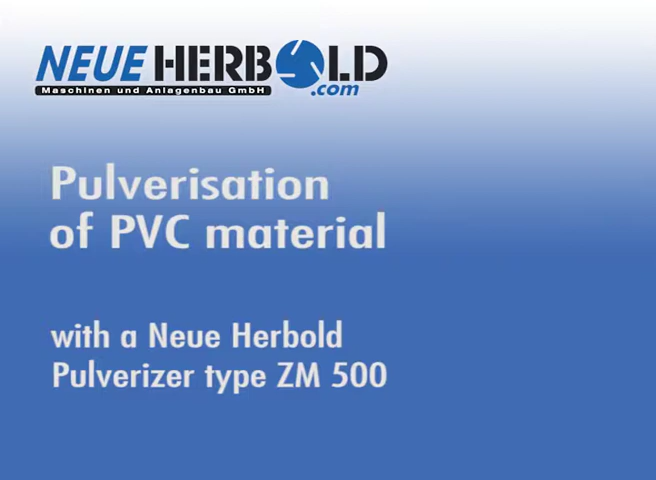 NEUE HERBOLD
Maschinen und Anlagenbau GmbH
.com
Pulverisation
of PVC material
with a Neue Herbold
Pulverizer type ZM 500